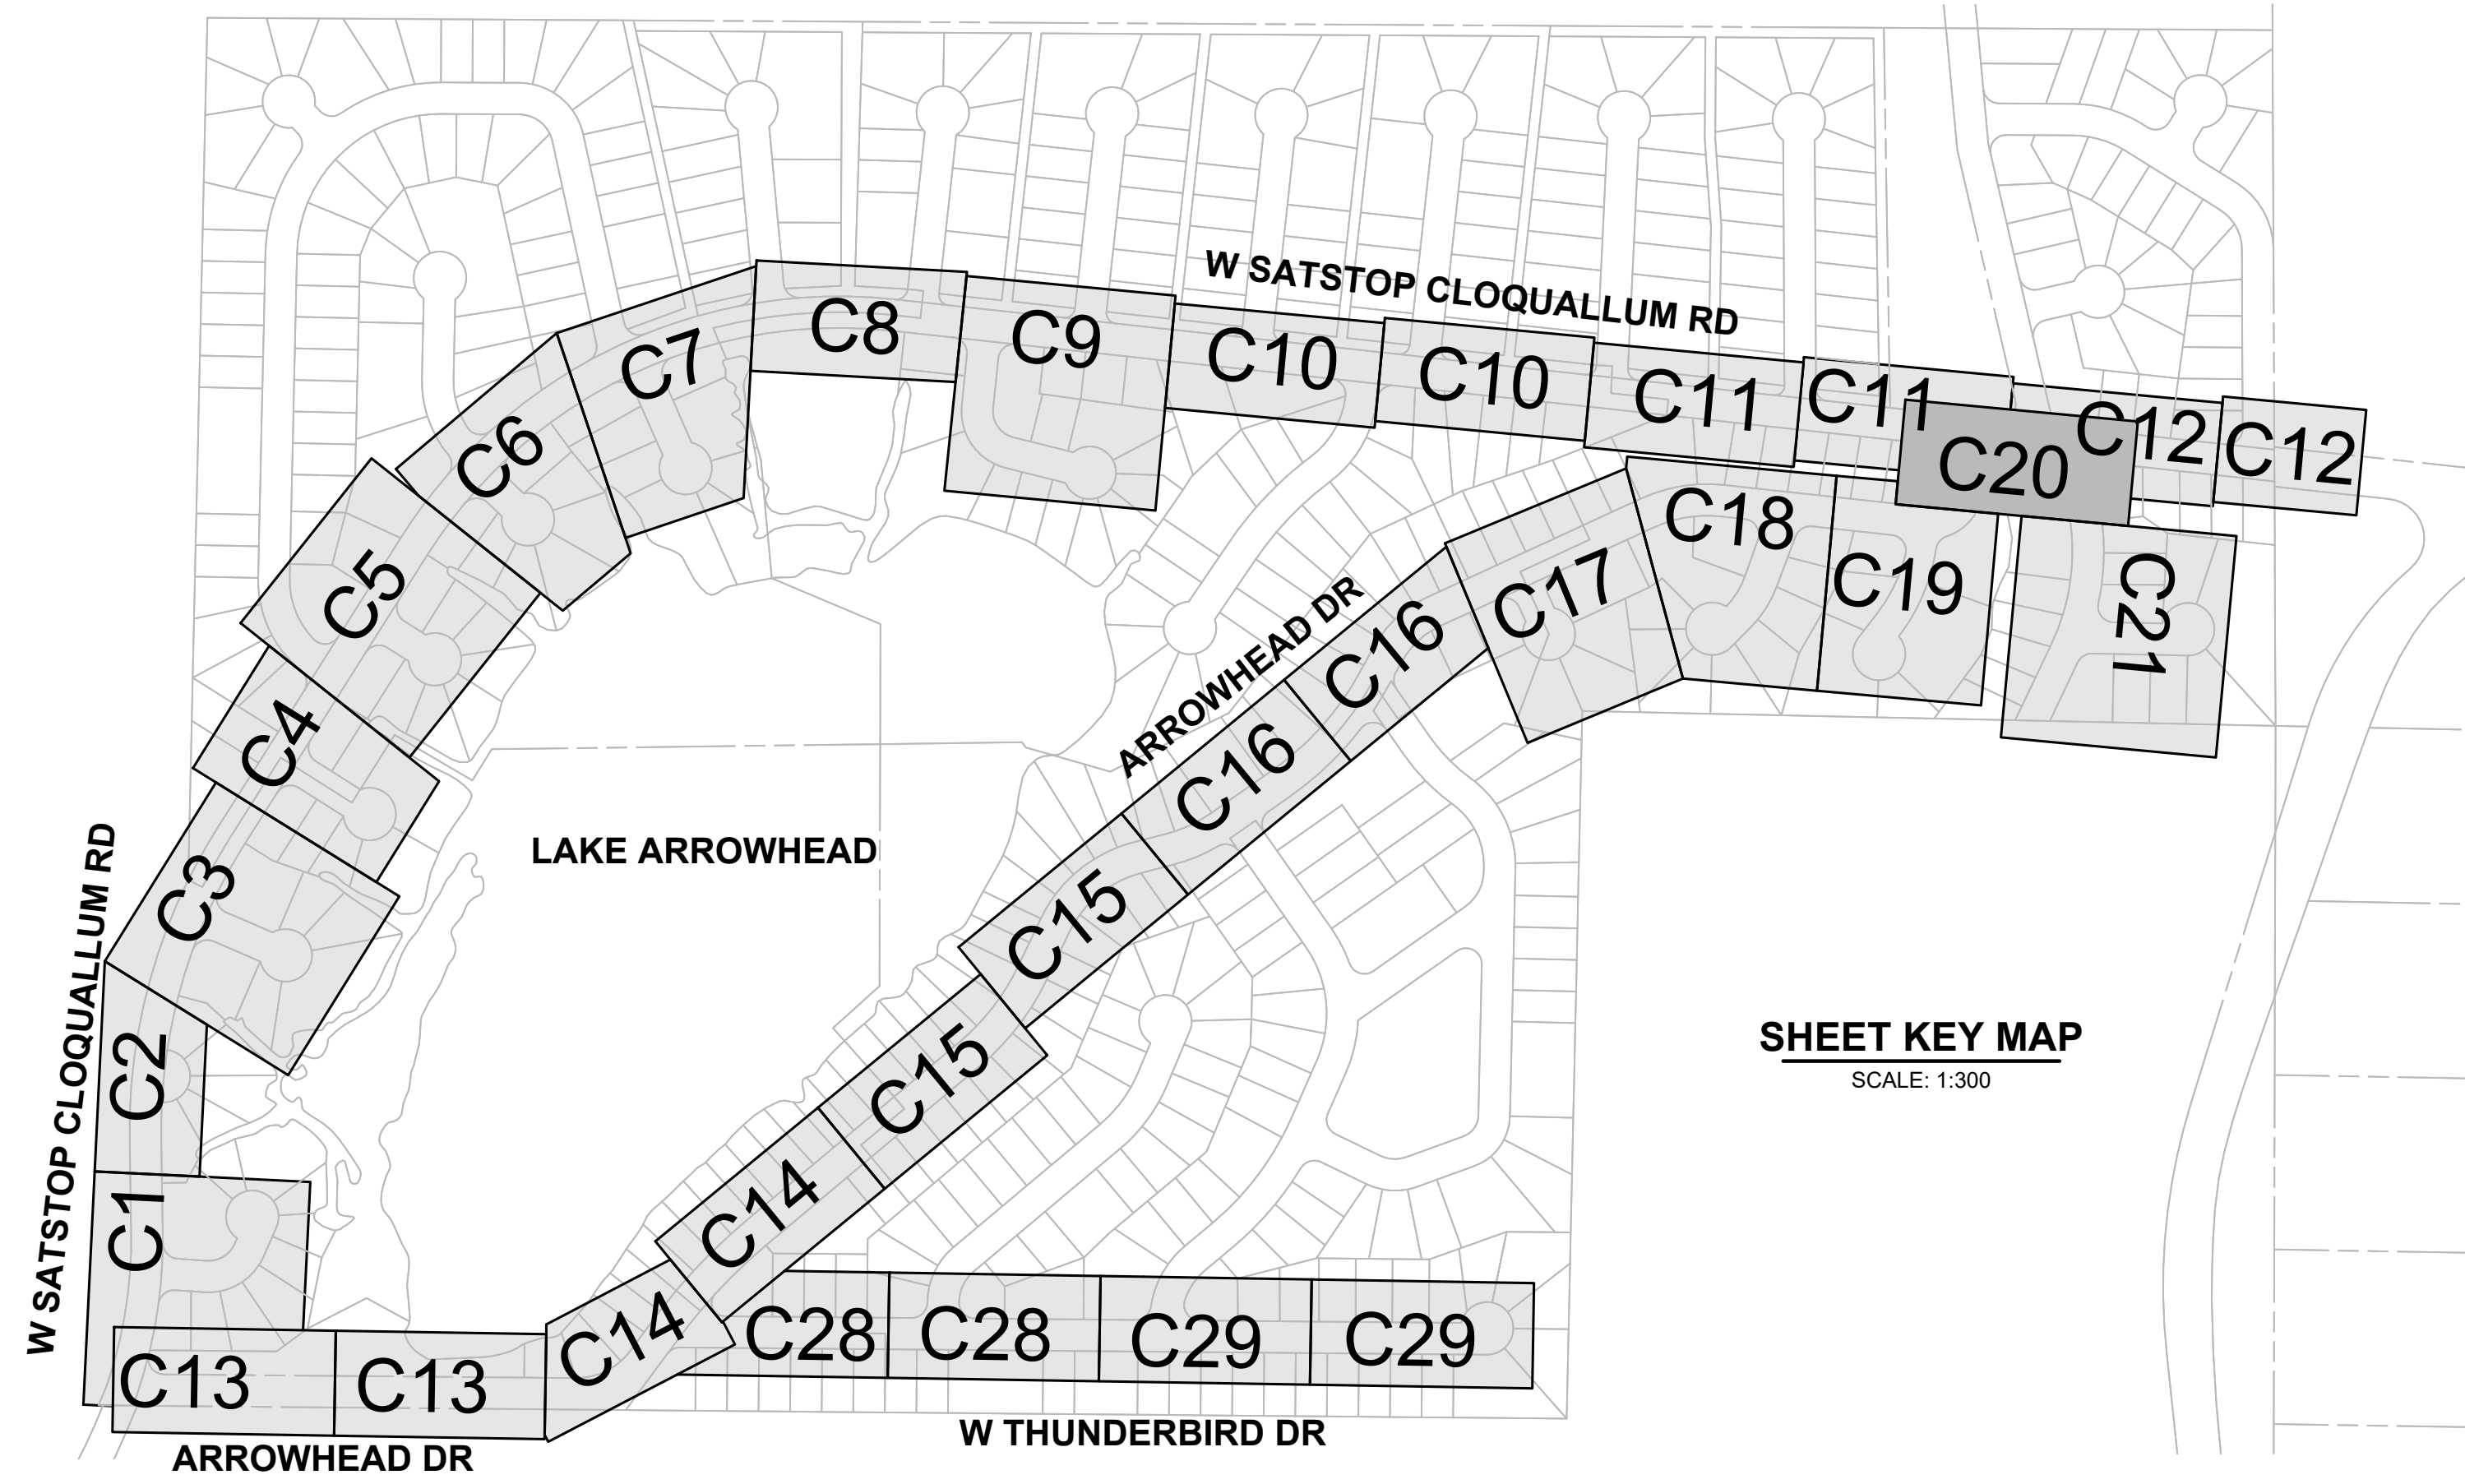 W SATSTOP CLOQUALLUM RD
C8
C9
C10
C10
C11
C11
C12
C12
C20
C7
C6
C5
C4
C3
C2
C1
W SATSTOP CLOQUALLUM RD
C18
C19
C21
C17
C16
C16
ARROWHEAD DR
C15
C15
C14
C14
LAKE ARROWHEAD
SHEET KEY MAP
SCALE: 1:300
C13
C13
C28
C28
C29
C29
W THUNDERBIRD DR
ARROWHEAD DR